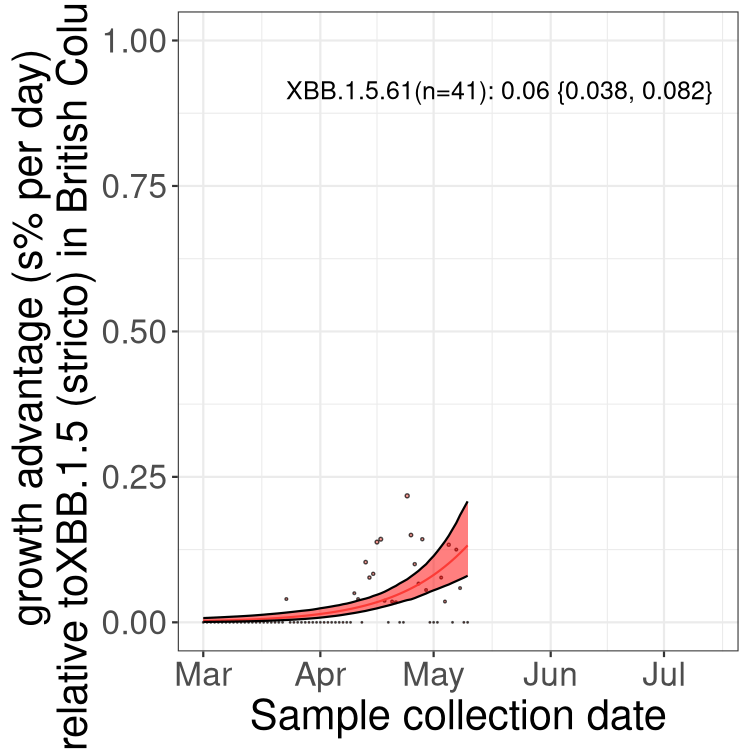 growth advantage (s% per day)
relative toXBB.1.5 (stricto) in British Colu
1.00
0.75
0.50
0.25
0.00
XBB.1.5.61(n=41): 0.06 {0.038, 0.082}
Mar Apr May Jun Jul
Sample collection date